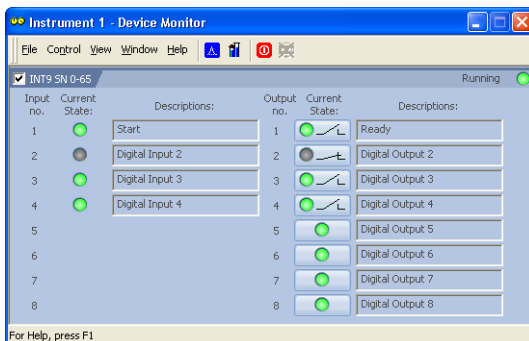 Instrument 1 - Device Monitor
File Control View Window Help
INT9 SN 0-65 Running
Input no. Current State: Descriptions: Output no. Current State: Descriptions:
1 Start 1 Ready
2 Digital Input 2 2 Digital Output 2
3 Digital Input 3 3 Digital Output 3
4 Digital Input 4 4 Digital Output 4
5 5 Digital Output 5
6 6 Digital Output 6
7 7 Digital Output 7
8 8 Digital Output 8
For Help, press F1